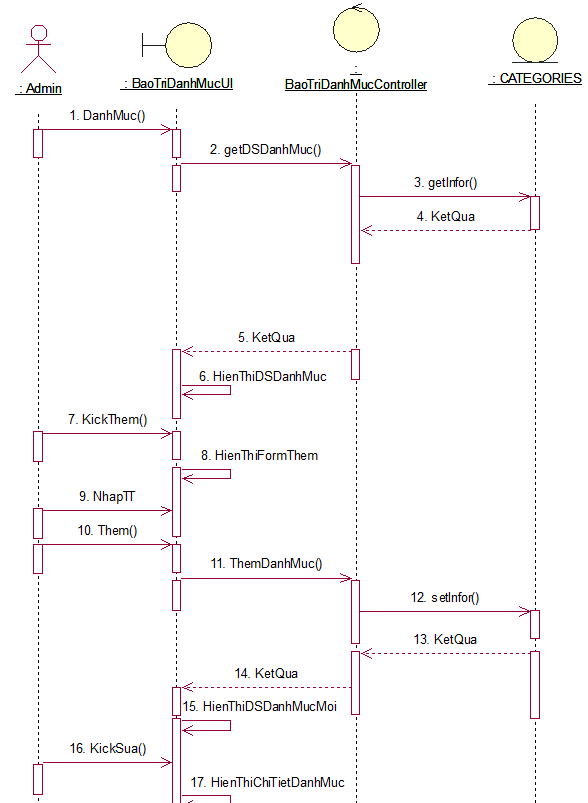 : Admin
: BaoTriDanhMucUI
:
BaoTriDanhMucController
: CATEGORIES
1. DanhMuc()
2. getDSDanhMuc()
3. getInfor()
4. KetQua
5. KetQua
6. HienThiDSDanhMuc
7. KickThem()
8. HienThiFormThem
9. NhapTT
10. Them()
11. ThemDanhMuc()
12. setInfor()
13. KetQua
14. KetQua
15. HienThiDSDanhMucMoi
16. KickSua()
17. HienThiChiTietDanhMuc